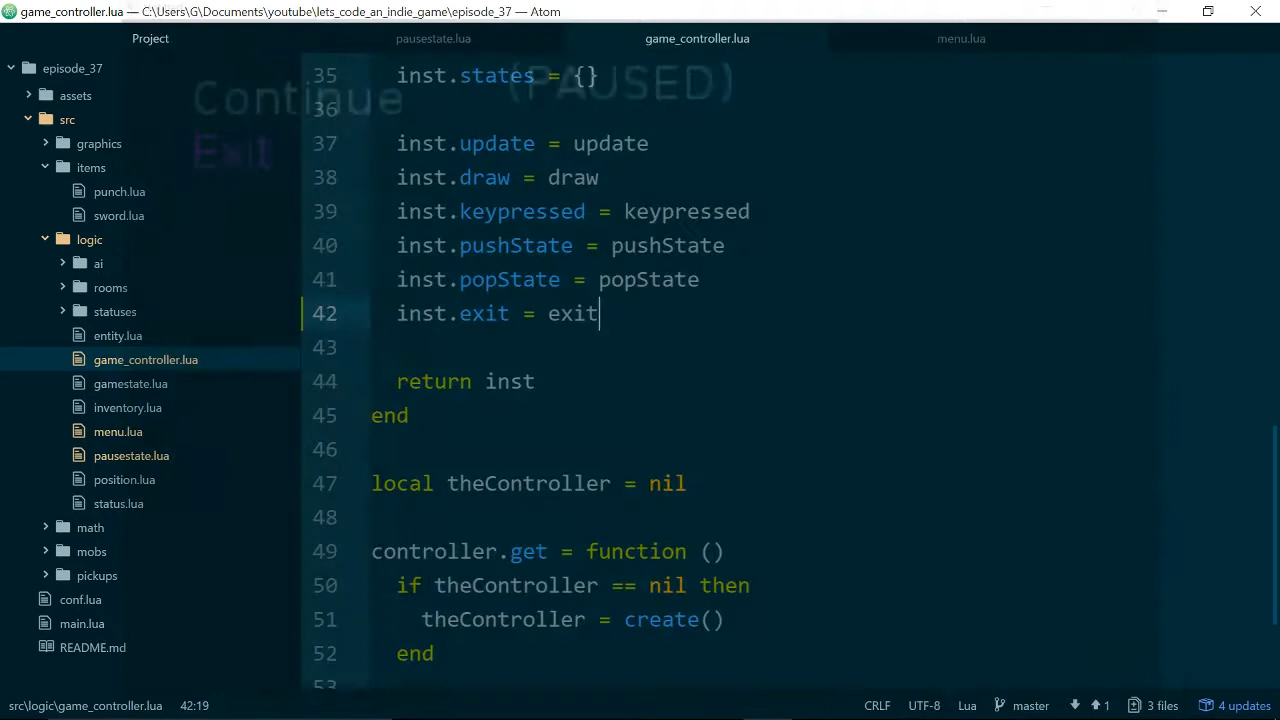 game_controller.lua — C:\Users\G\Documents\youtube\lets_code_an_indie_game\episode_37 — Atom
Project
pausestate.lua
game_controller.lua
menu.lua
episode_37
assets
src
graphics
items
punch.lua
sword.lua
logic
ai
rooms
statuses
entity.lua
game_controller.lua
gamestate.lua
inventory.lua
menu.lua
pausestate.lua
position.lua
status.lua
math
mobs
pickups
conf.lua
main.lua
README.md
Continue
(PAUSED)
Exit
35 inst.states = {}
36
37 inst.update = update
38 inst.draw = draw
39 inst.keypressed = keypressed
40 inst.pushState = pushState
41 inst.popState = popState
42 inst.exit = exit
43
44 return inst
45 end
46
47 local theController = nil
48
49 controller.get = function ()
50 if theController == nil then
51 theController = create()
52 end
53
src\logic\game_controller.lua 42:19
CRLF UTF-8 Lua master 1 3 files 4 updates